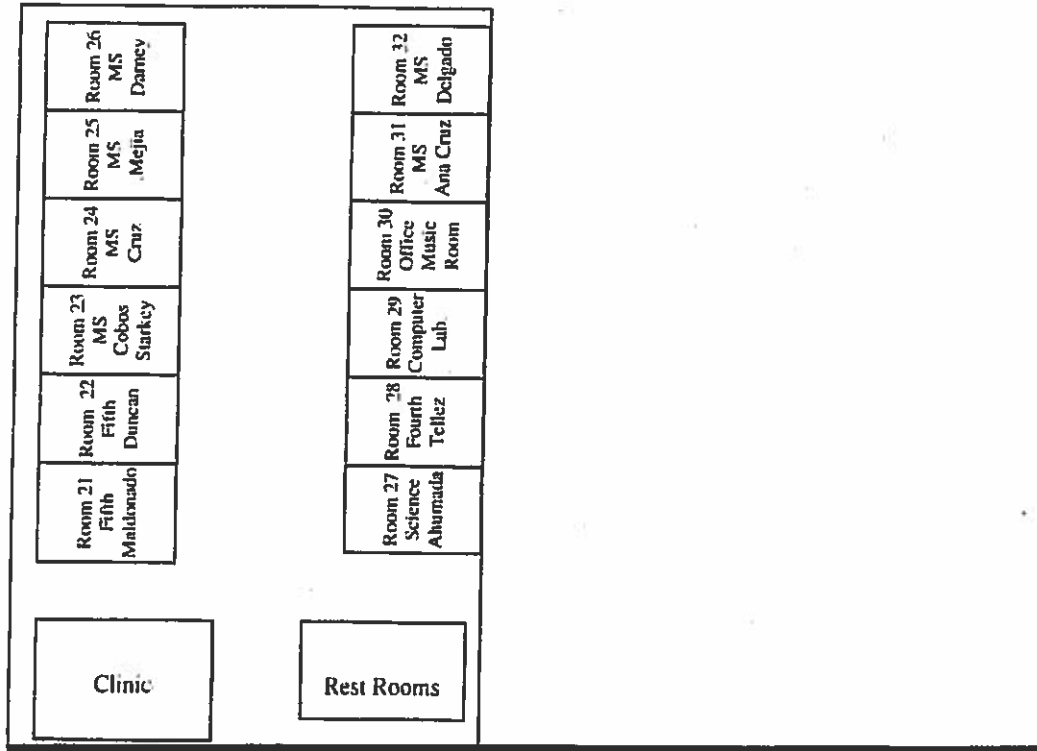 Room 26
MS
Darney
Room 25
MS
Mejia
Room 24
MS
Cruz
Room 23
MS
Cobos
Starkey
Room 22
Fifth
Duncan
Room 21
Fifth
Maldonado
Room 32
MS
Delgado
Room 31
MS
Ana Cruz
Room 30
Office
Music
Room
Room 29
Computer
Lab
Room 28
Fourth
Tellez
Room 27
Science
Ahumada
Clinic
Rest Rooms